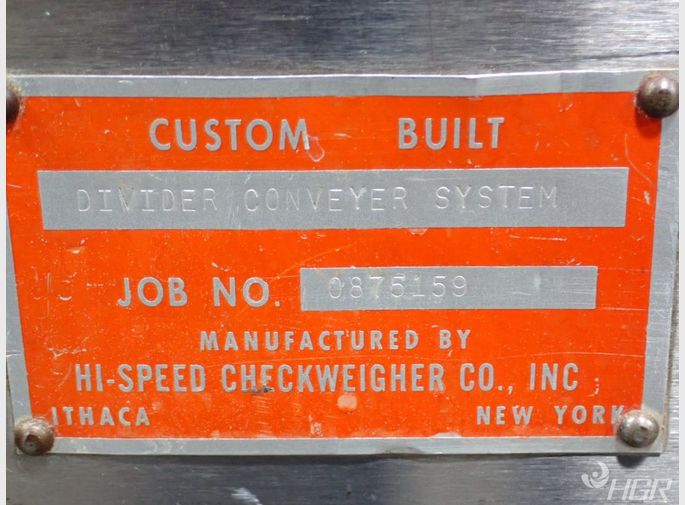 CUSTOM BUILT
DIVIDER CONVEYER SYSTEM
JOB NO. 0875159
MANUFACTURED BY
HI-SPEED CHECKWEIGHER CO., INC
ITHACA NEW YORK
HGR